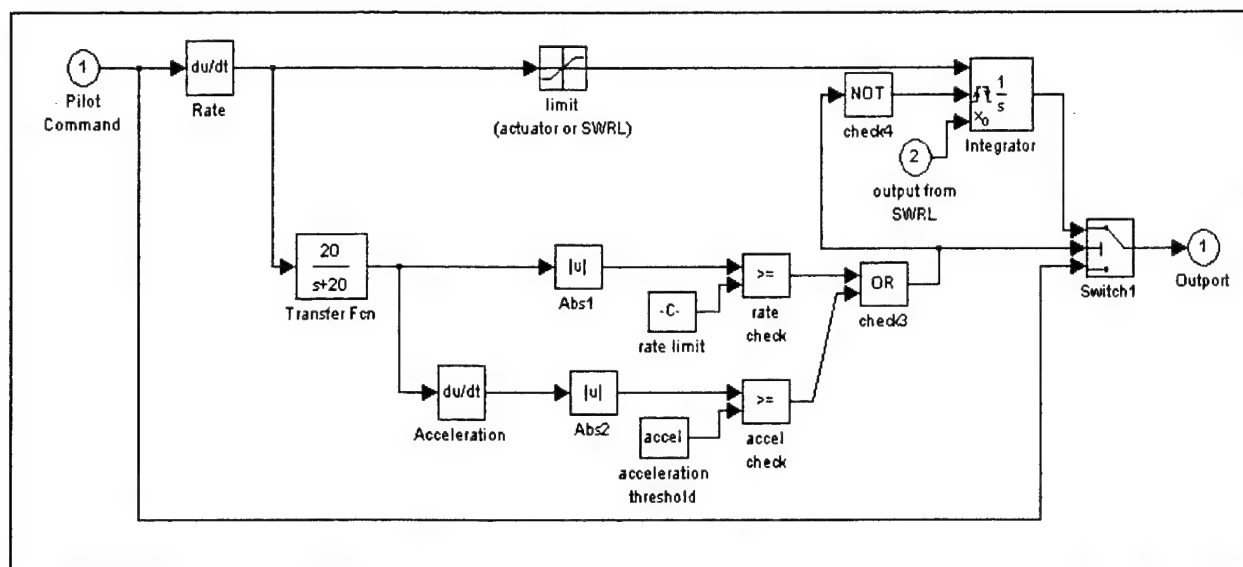 1
Pilot
Command
du/dt
Rate
limit
(actuator or SWRL)
NOT
check4
1
s
x0
Integrator
2
output from
SWRL
20
s+20
Transfer Fcn
|u|
Abs1
-C-
rate limit
>=
rate
check
OR
check3
Switch1
1
Outport
du/dt
Acceleration
|u|
Abs2
accel
acceleration
threshold
>=
accel
check